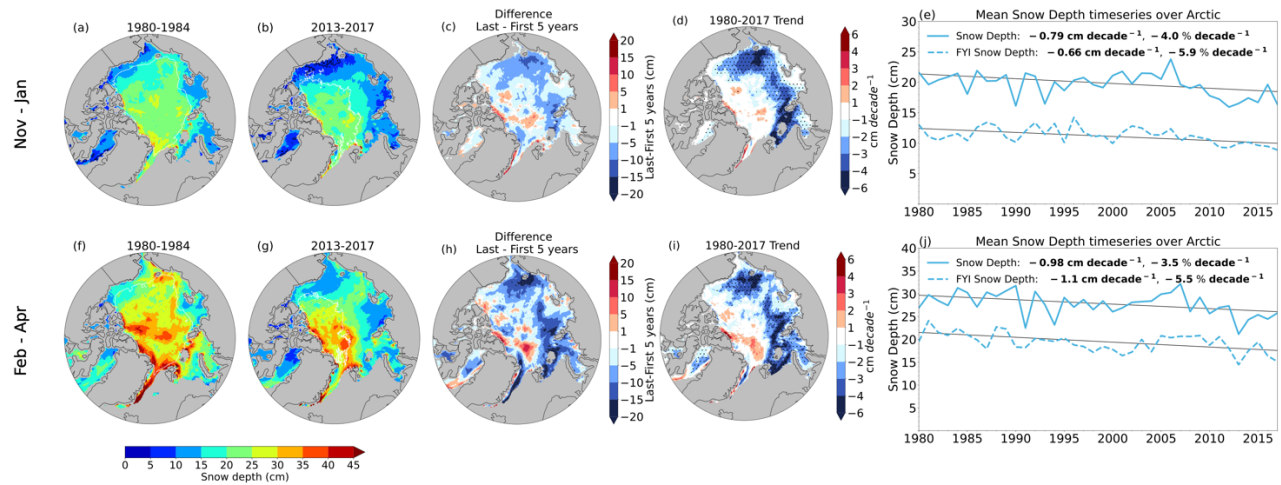 Nov - Jan
(a) 1980-1984
(b) 2013-2017
Difference
(c) Last - First 5 years
(d) 1980-2017 Trend
(e) Mean Snow Depth timeseries over Arctic
20
15
10
5
1
−1
−5
−10
−15
−20
Last-First 5 years (cm)
6
4
3
2
1
−1
−2
−3
−4
−6
cm decade⁻¹
Snow Depth: −0.79 cm decade⁻¹, −4.0 % decade⁻¹
FYI Snow Depth: −0.66 cm decade⁻¹, −5.9 % decade⁻¹
Snow Depth (cm)
30
25
20
15
10
5
1980 1985 1990 1995 2000 2005 2010 2015
Feb - Apr
(f) 1980-1984
(g) 2013-2017
Difference
(h) Last - First 5 years
(i) 1980-2017 Trend
(j) Mean Snow Depth timeseries over Arctic
20
15
10
5
1
−1
−5
−10
−15
−20
Last-First 5 years (cm)
6
4
3
2
1
−1
−2
−3
−4
−6
cm decade⁻¹
Snow Depth: −0.98 cm decade⁻¹, −3.5 % decade⁻¹
FYI Snow Depth: −1.1 cm decade⁻¹, −5.5 % decade⁻¹
Snow Depth (cm)
40
35
30
25
20
15
10
5
0
1980 1985 1990 1995 2000 2005 2010 2015
0 5 10 15 20 25 30 35 40 45
Snow depth (cm)